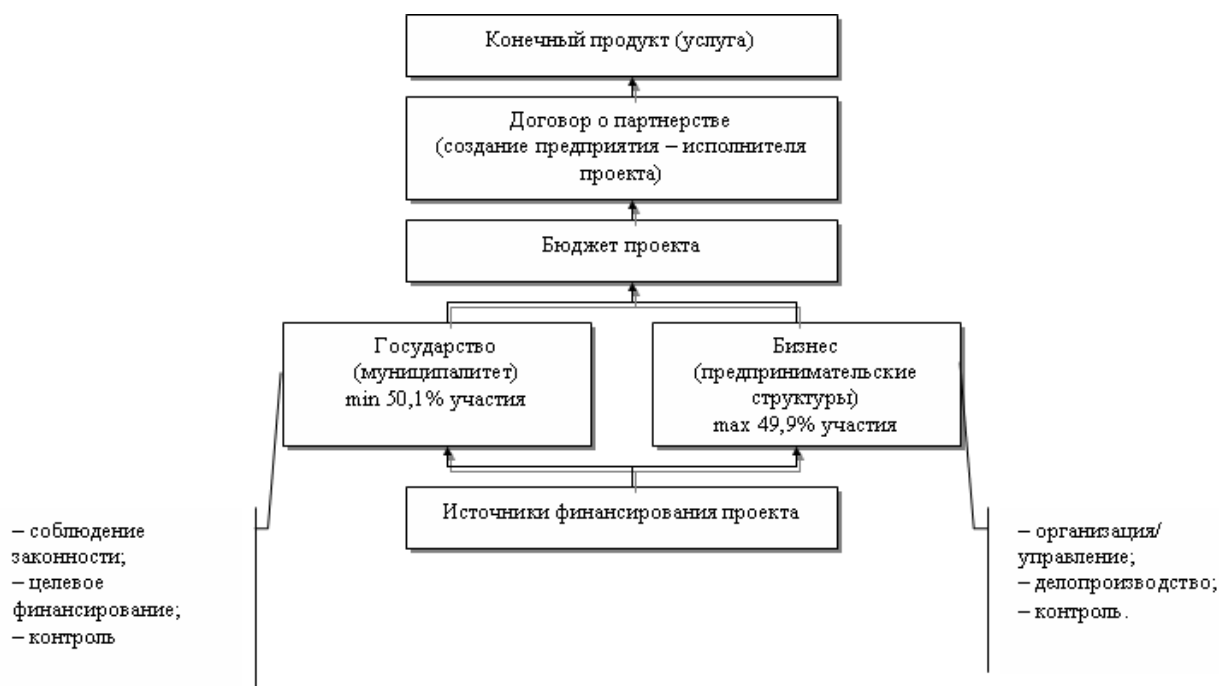 Конечный продукт (услуга)
Договор о партнерстве
(создание предприятия – исполнителя
проекта)
Бюджет проекта
Государство
(муниципалитет)
min 50,1% участия
Бизнес
(предпринимательские
структуры)
max 49,9% участия
Источники финансирования проекта
– соблюдение
законности;
– целевое
финансирование;
– контроль
– организация/
управление;
– делопроизводство;
– контроль.